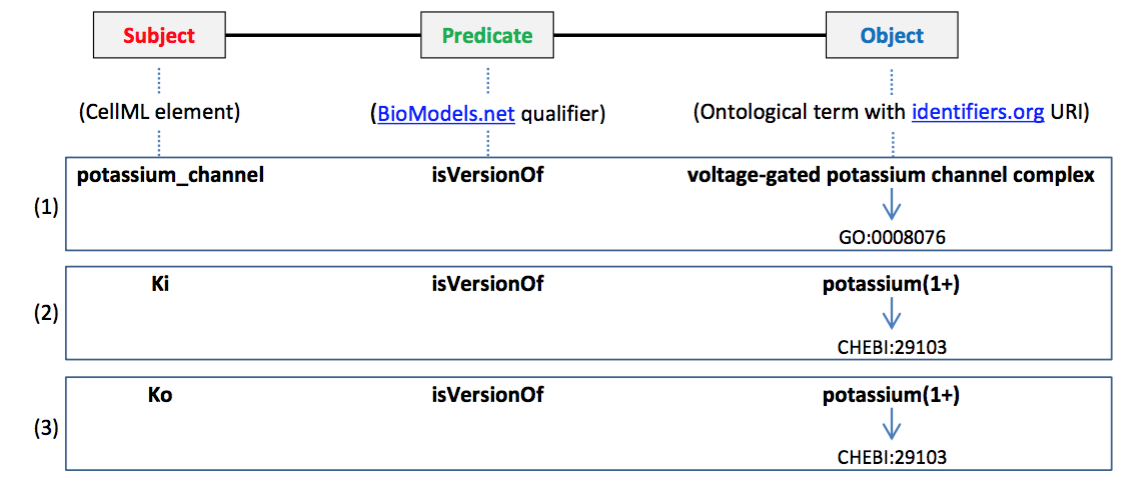 Subject Predicate Object
(CellML element) (BioModels.net qualifier) (Ontological term with identifiers.org URI)
(1) potassium_channel isVersionOf voltage-gated potassium channel complex
GO:0008076
(2) Ki isVersionOf potassium(1+)
CHEBI:29103
(3) Ko isVersionOf potassium(1+)
CHEBI:29103